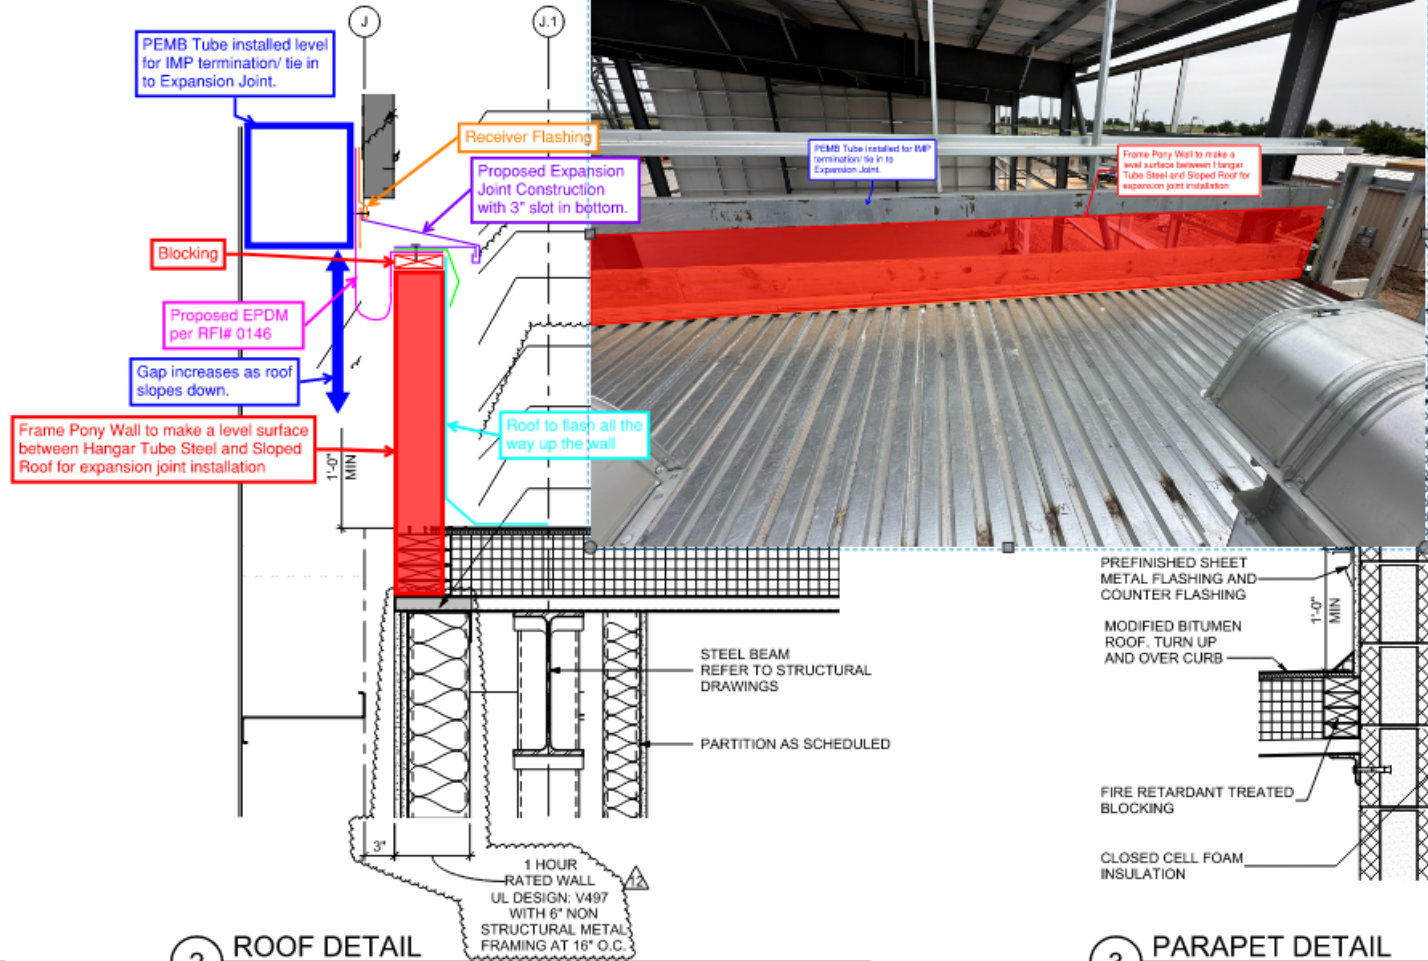 J
J.1
PEMB Tube installed level
for IMP termination/ tie in
to Expansion Joint.
Receiver Flashing
Proposed Expansion
Joint Construction
with 3" slot in bottom.
Blocking
Proposed EPDM
per RFI# 0146
Gap increases as roof
slopes down.
Frame Pony Wall to make a level surface
between Hangar Tube Steel and Sloped
Roof for expansion joint installation
1'-0"
MIN
Roof to flash all the
way up the wall
PEMB Tube installed for IMP
termination/ tie in to
Expansion Joint.
Frame Pony Wall to make a
level surface between Hangar
Tube Steel and Sloped Roof for
expansion joint installation
STEEL BEAM
REFER TO STRUCTURAL
DRAWINGS
PARTITION AS SCHEDULED
3"
1 HOUR
RATED WALL
UL DESIGN: V497
WITH 6" NON
STRUCTURAL METAL
FRAMING AT 16" O.C.
12
2
ROOF DETAIL
PREFINISHED SHEET
METAL FLASHING AND
COUNTER FLASHING
1'-0"
MIN
MODIFIED BITUMEN
ROOF. TURN UP
AND OVER CURB
FIRE RETARDANT TREATED
BLOCKING
CLOSED CELL FOAM
INSULATION
3
PARAPET DETAIL